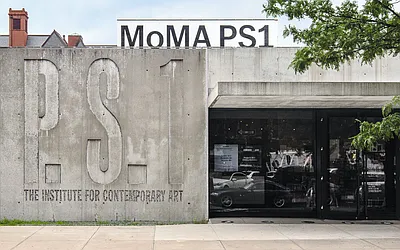 MoMA PS1
P.S.1
THE INSTITUTE FOR CONTEMPORARY ART